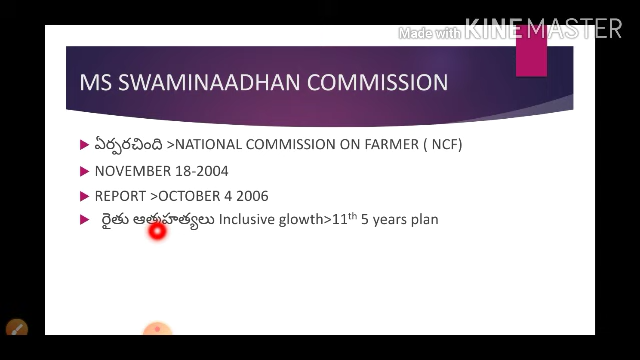 Made with KINEMASTER
MS SWAMINAADHAN COMMISSION
ఏర్పరచింది >NATIONAL COMMISSION ON FARMER ( NCF)
NOVEMBER 18-2004
REPORT >OCTOBER 4 2006
రైతు ఆత్మహత్యలు Inclusive glowth>11th 5 years plan